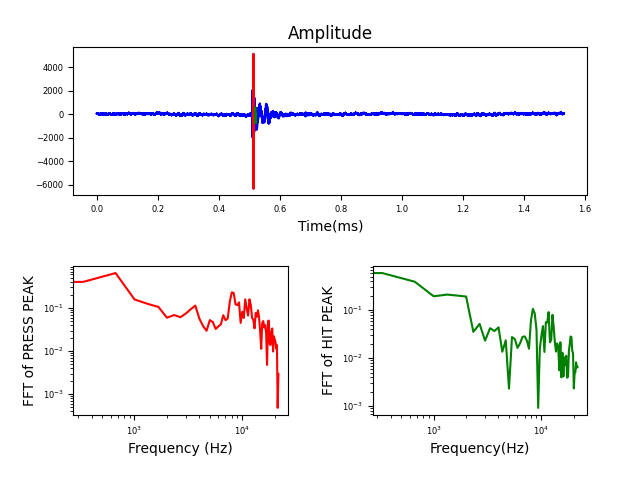 Amplitude
4000
2000
0
−2000
−4000
−6000
0.0 0.2 0.4 0.6 0.8 1.0 1.2 1.4 1.6
Time(ms)
FFT of PRESS PEAK
10⁻¹
10⁻²
10⁻³
10³ 10⁴
Frequency (Hz)
FFT of HIT PEAK
10⁻¹
10⁻²
10⁻³
10³ 10⁴
Frequency(Hz)